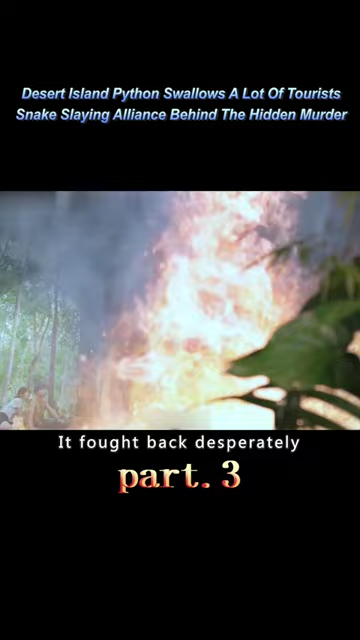 Desert Island Python Swallows A Lot Of Tourists
Snake Slaying Alliance Behind The Hidden Murder
It fought back desperately
part.3